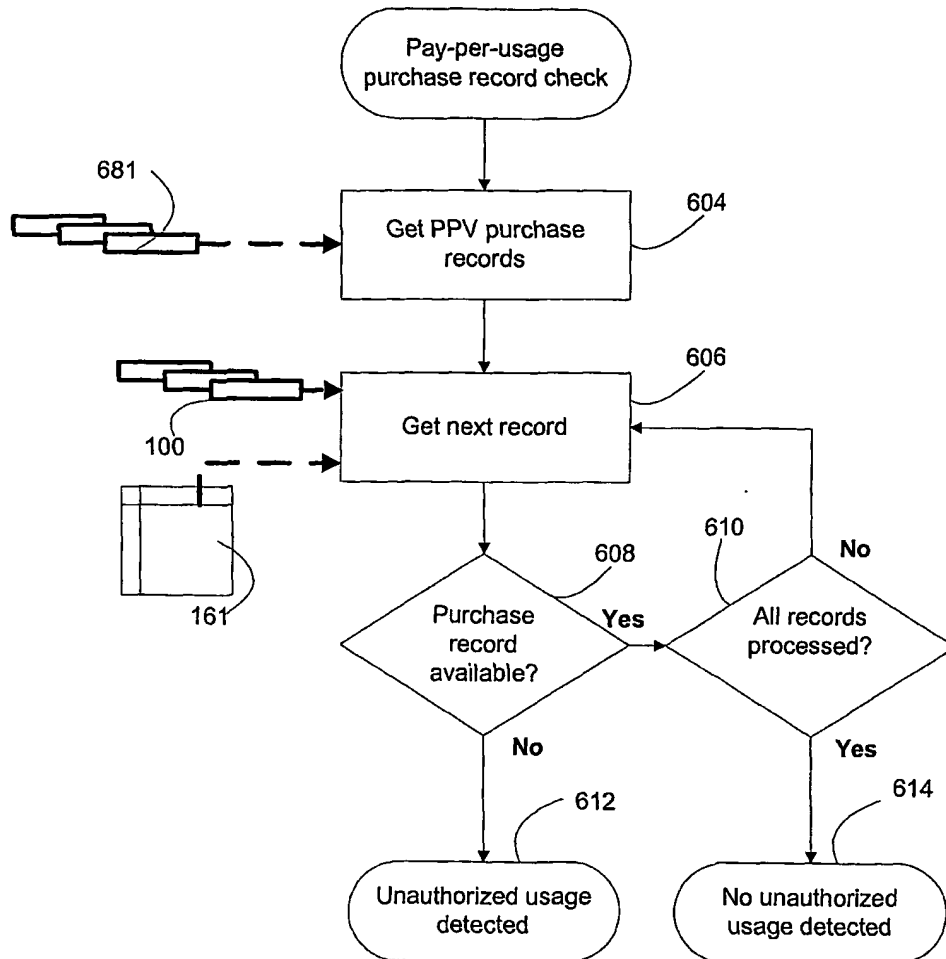 Pay-per-usage
purchase record check
681
604
Get PPV purchase
records
606
Get next record
100
161
608
610
No
Purchase
record
available?
Yes
All records
processed?
No
Yes
612
614
Unauthorized usage
detected
No unauthorized
usage detected